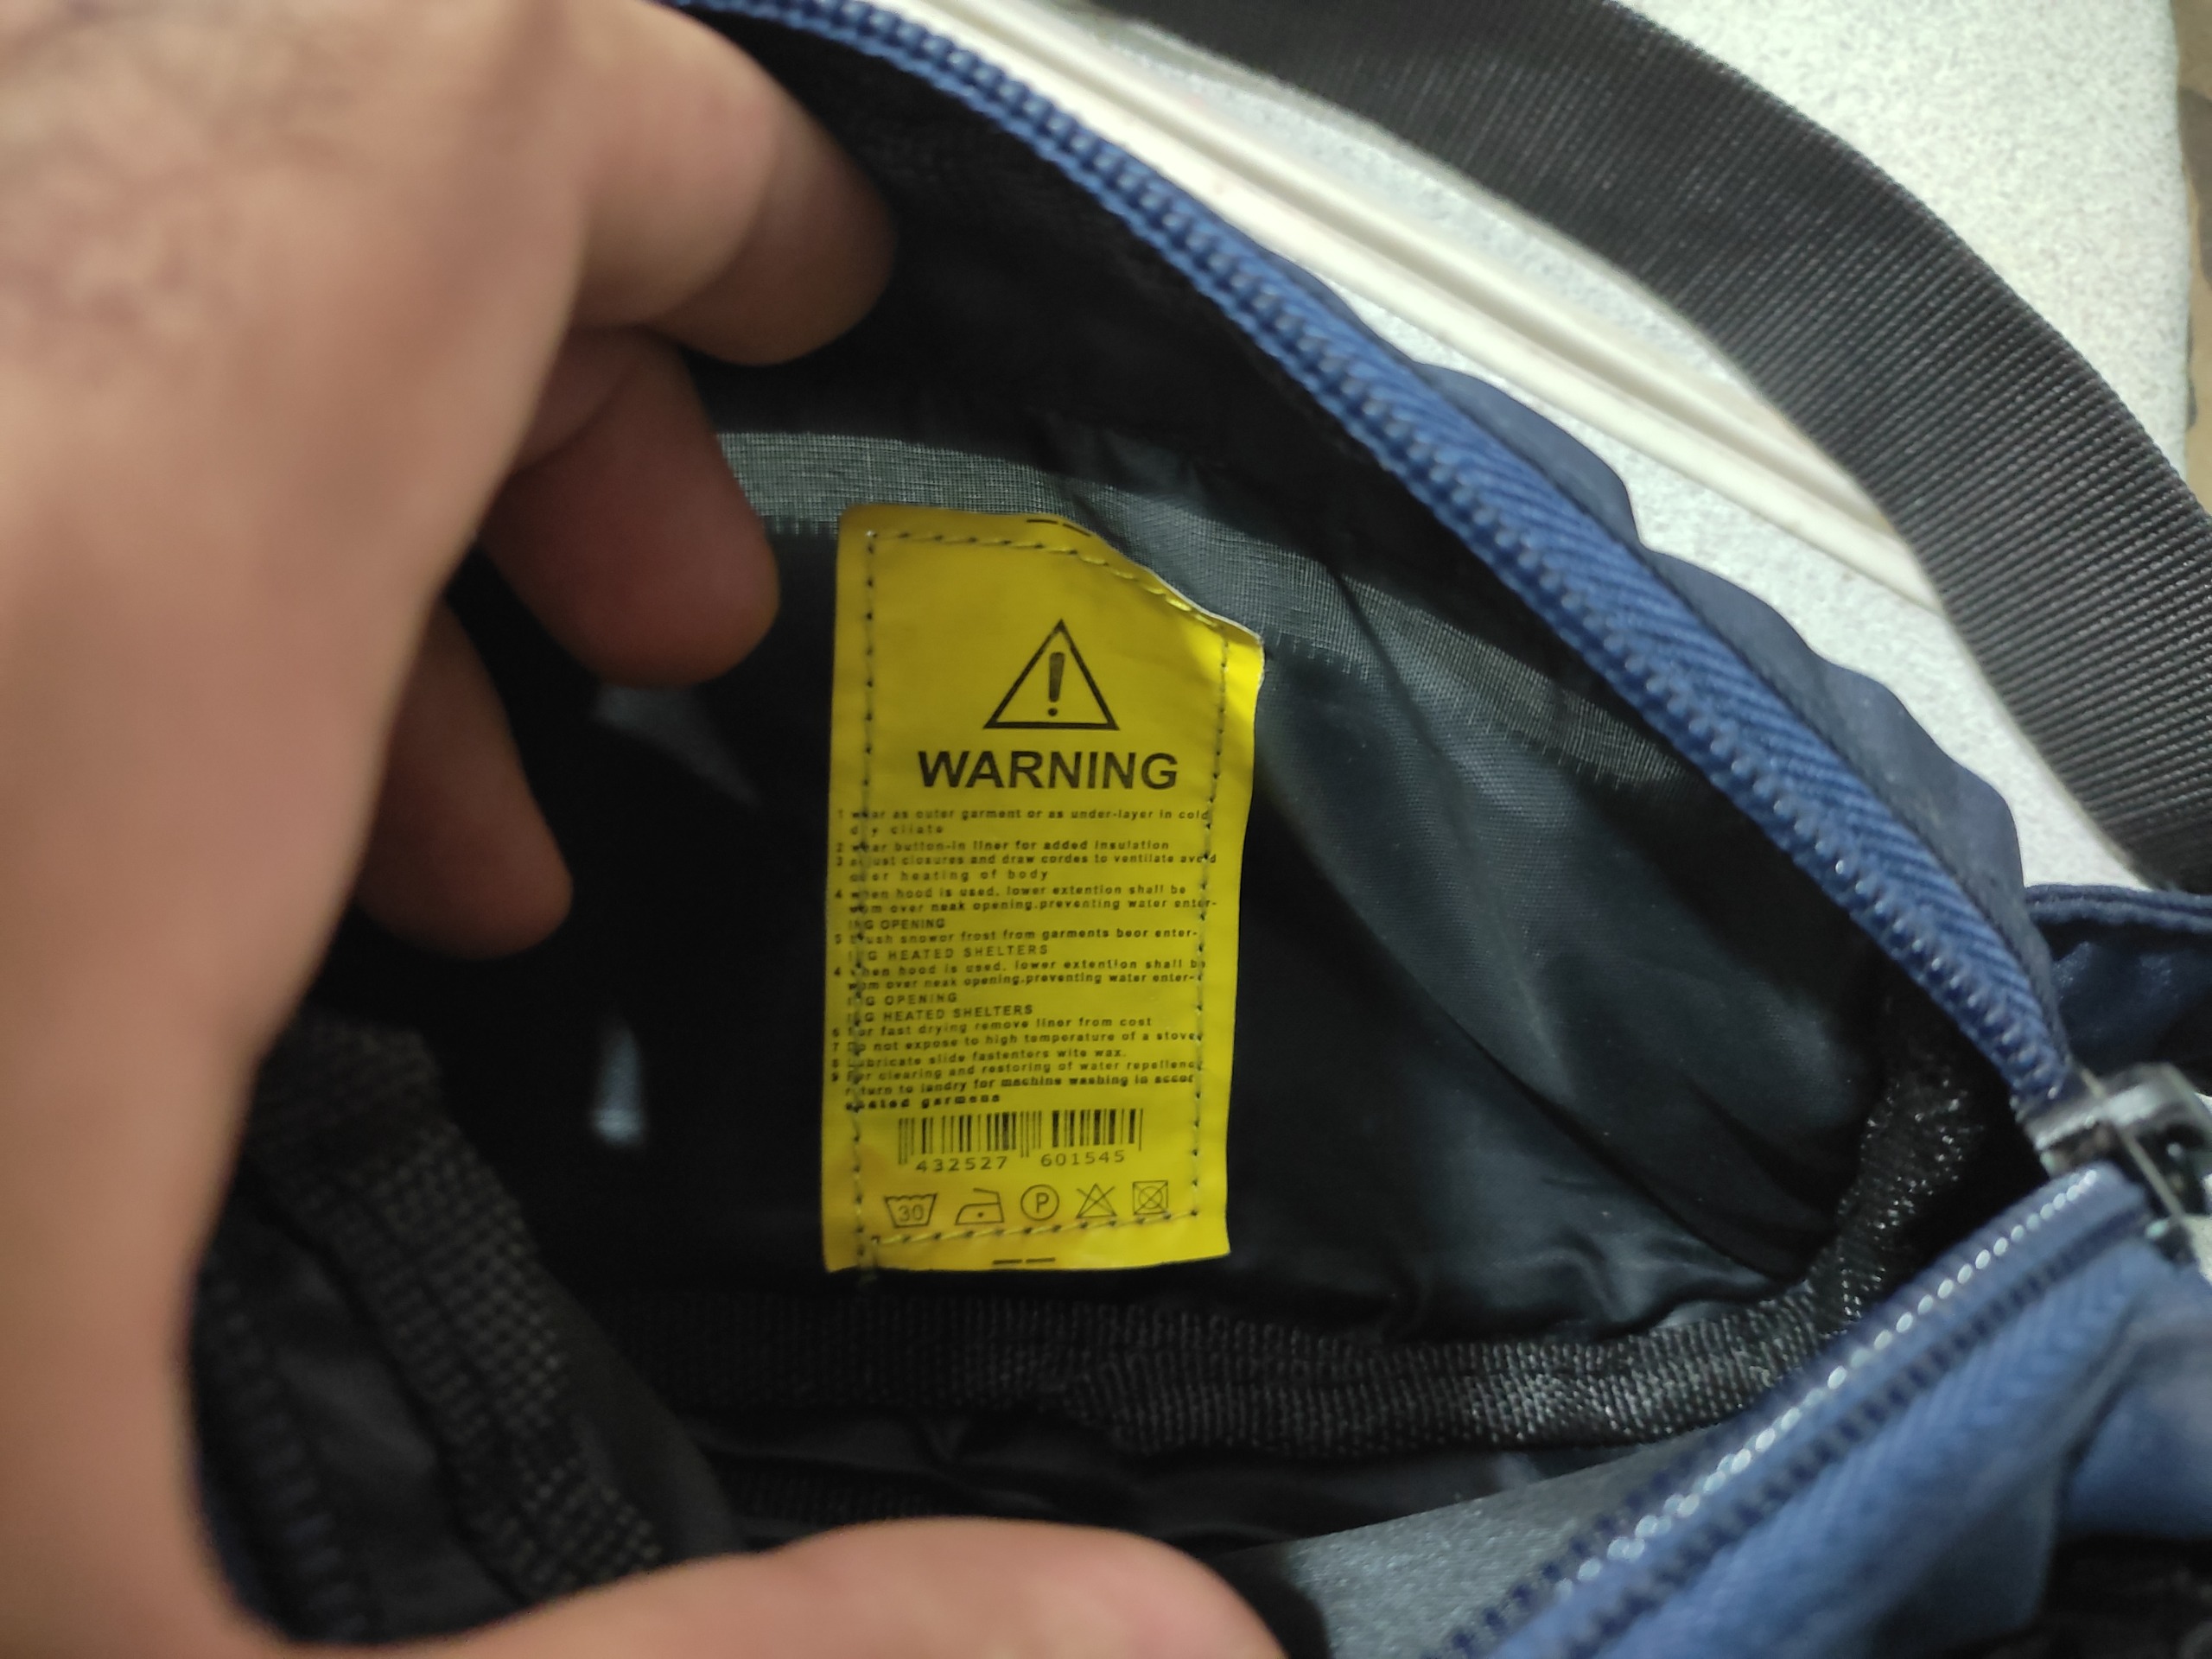 WARNING
1 wear as outer garment or as under-layer in cold
dry cliate
2 wear button-in liner for added insulation
3 adjust closures and draw cordes to ventilate avoid
over heating of body
4 when hood is used, lower extention shall be
wom over neak opening.preventing water enter-
ING OPENING
5 Brush snowor frost from garments beor enter-
ING HEATED SHELTERS
4 when hood is used, lower extention shall be
wom over neak opening.preventing water enter-
ING OPENING
ING HEATED SHELTERS
6 for fast drying remove liner from cost
7 Do not expose to high temperature of a stove
8 Lubricate slide fastenters wite wax.
9 For clearing and restoring of water repellenc
return to landry for machine washing in accor
garmens
432527 601545
30 P